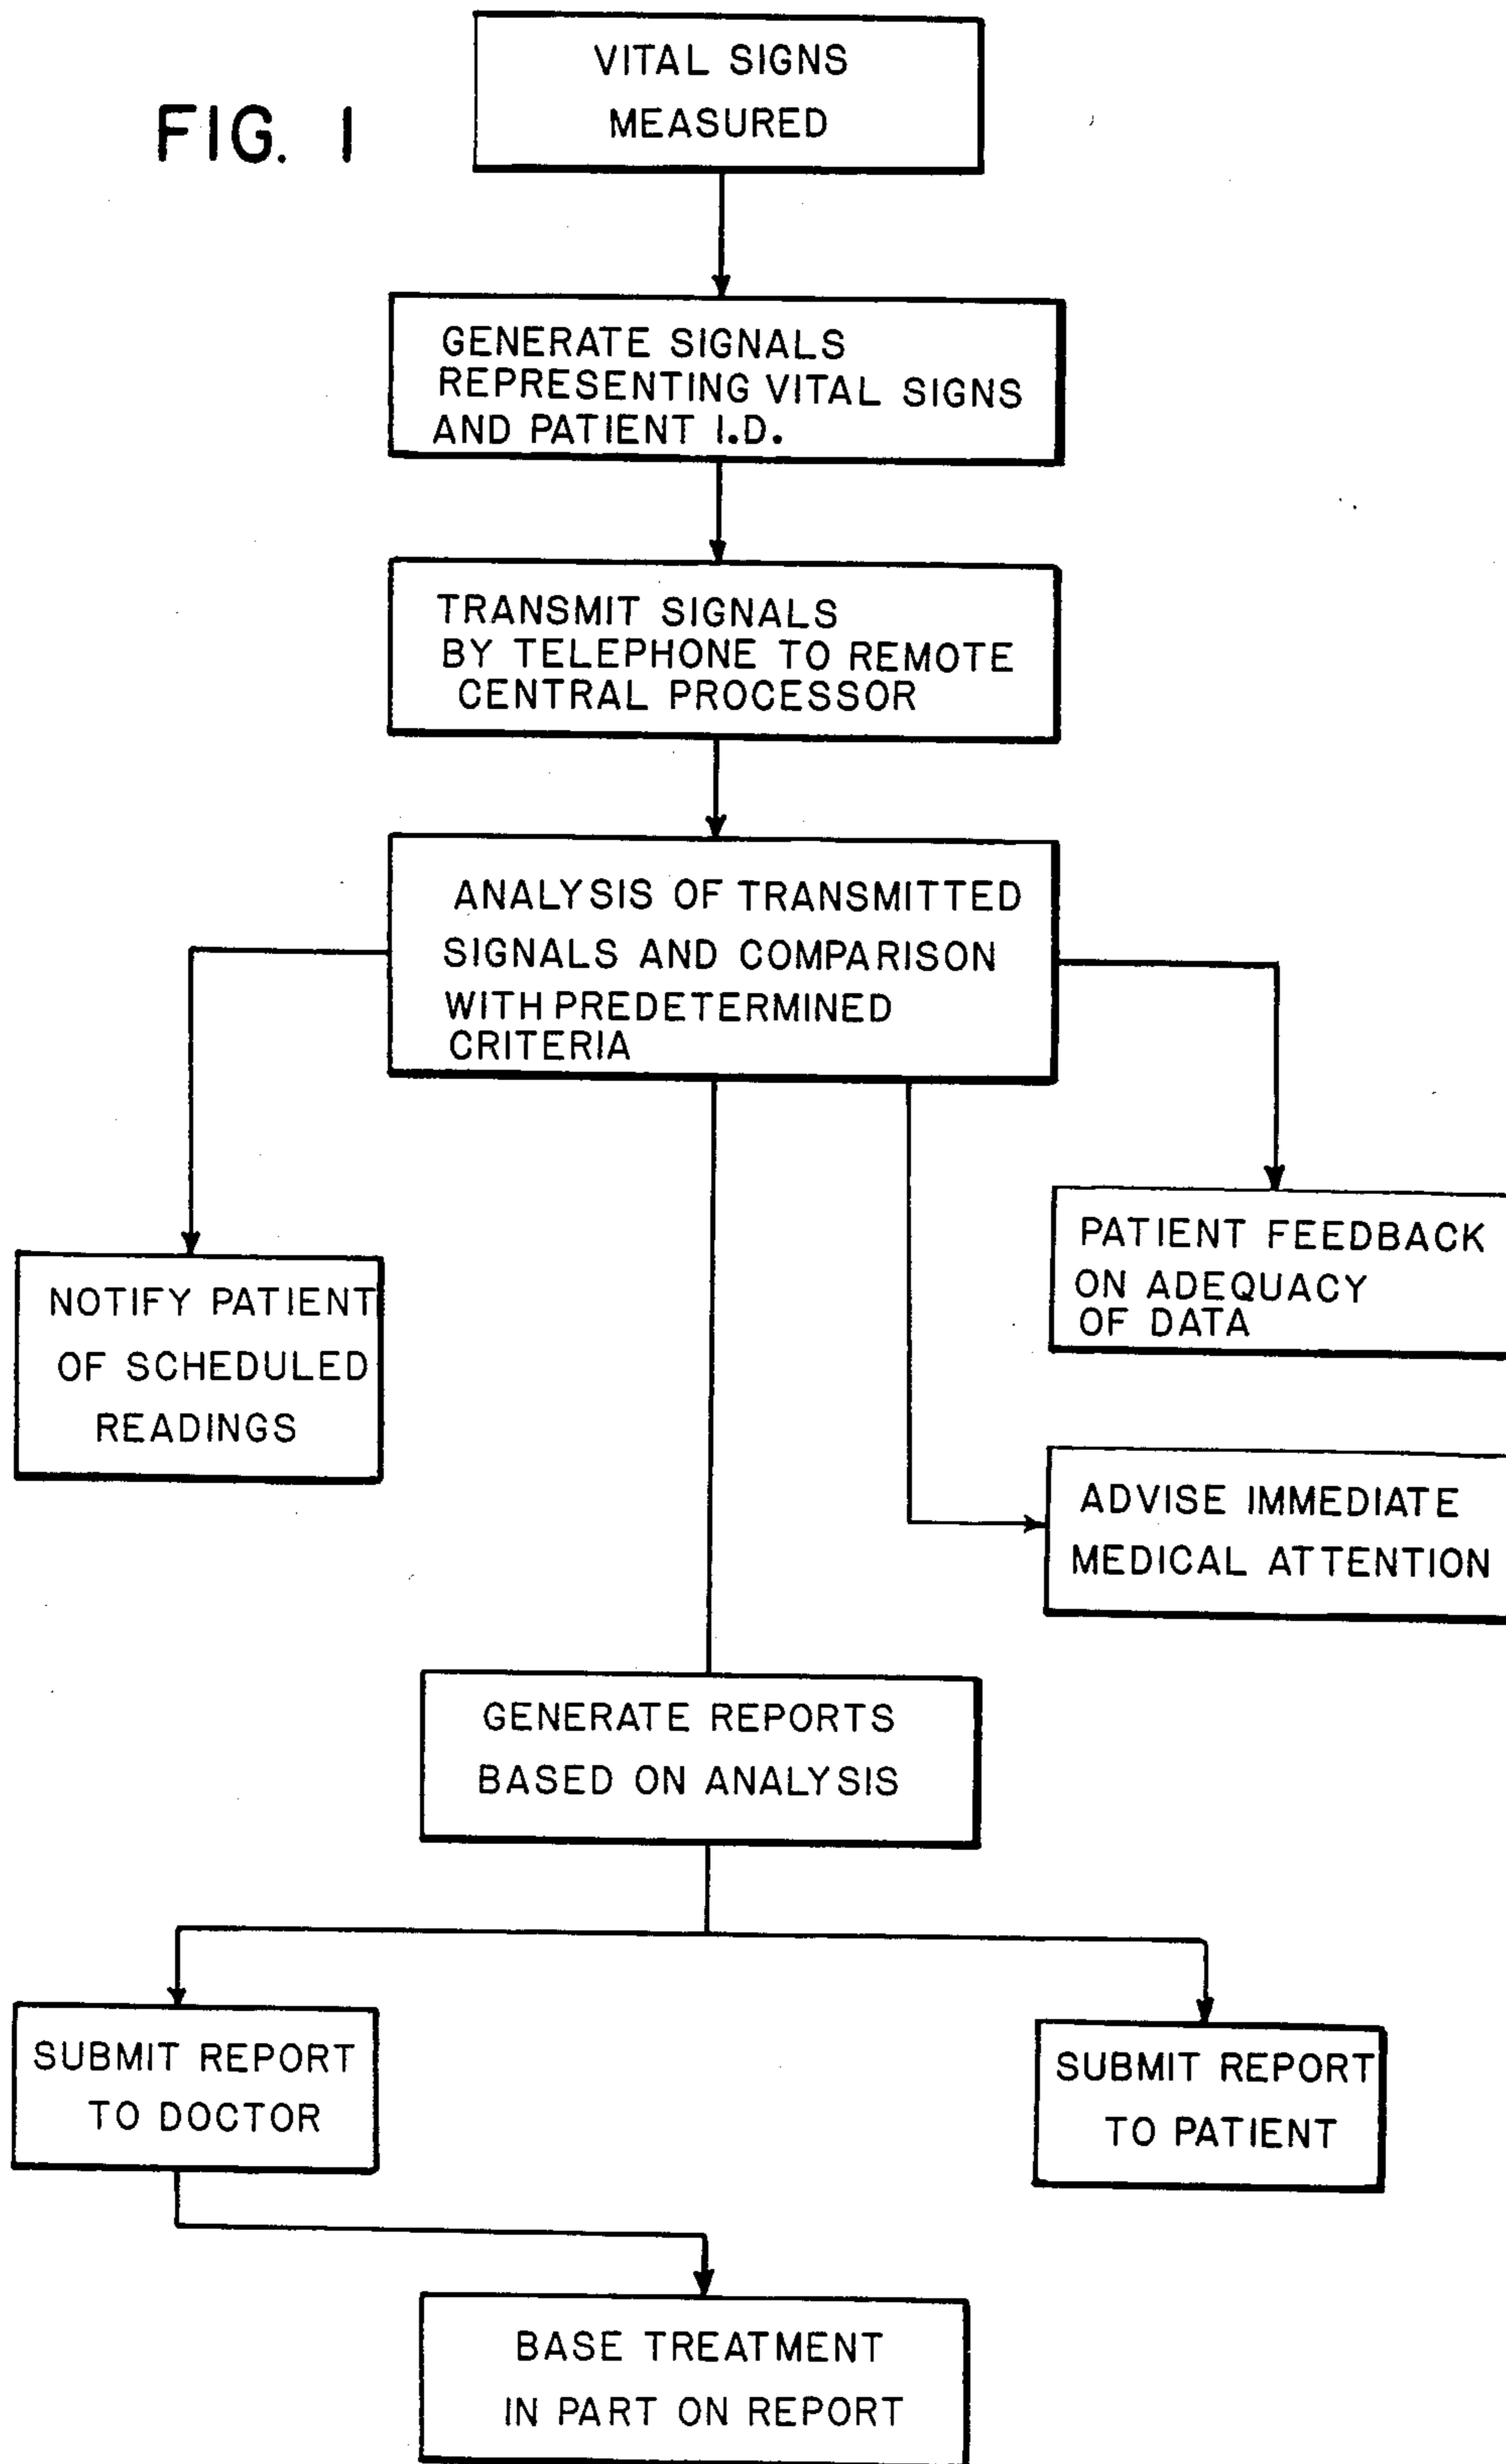 FIG. 1
VITAL SIGNS
MEASURED
GENERATE SIGNALS
REPRESENTING VITAL SIGNS
AND PATIENT I.D.
TRANSMIT SIGNALS
BY TELEPHONE TO REMOTE
CENTRAL PROCESSOR
ANALYSIS OF TRANSMITTED
SIGNALS AND COMPARISON
WITH PREDETERMINED
CRITERIA
NOTIFY PATIENT
OF SCHEDULED
READINGS
PATIENT FEEDBACK
ON ADEQUACY
OF DATA
ADVISE IMMEDIATE
MEDICAL ATTENTION
GENERATE REPORTS
BASED ON ANALYSIS
SUBMIT REPORT
TO DOCTOR
SUBMIT REPORT
TO PATIENT
BASE TREATMENT
IN PART ON REPORT